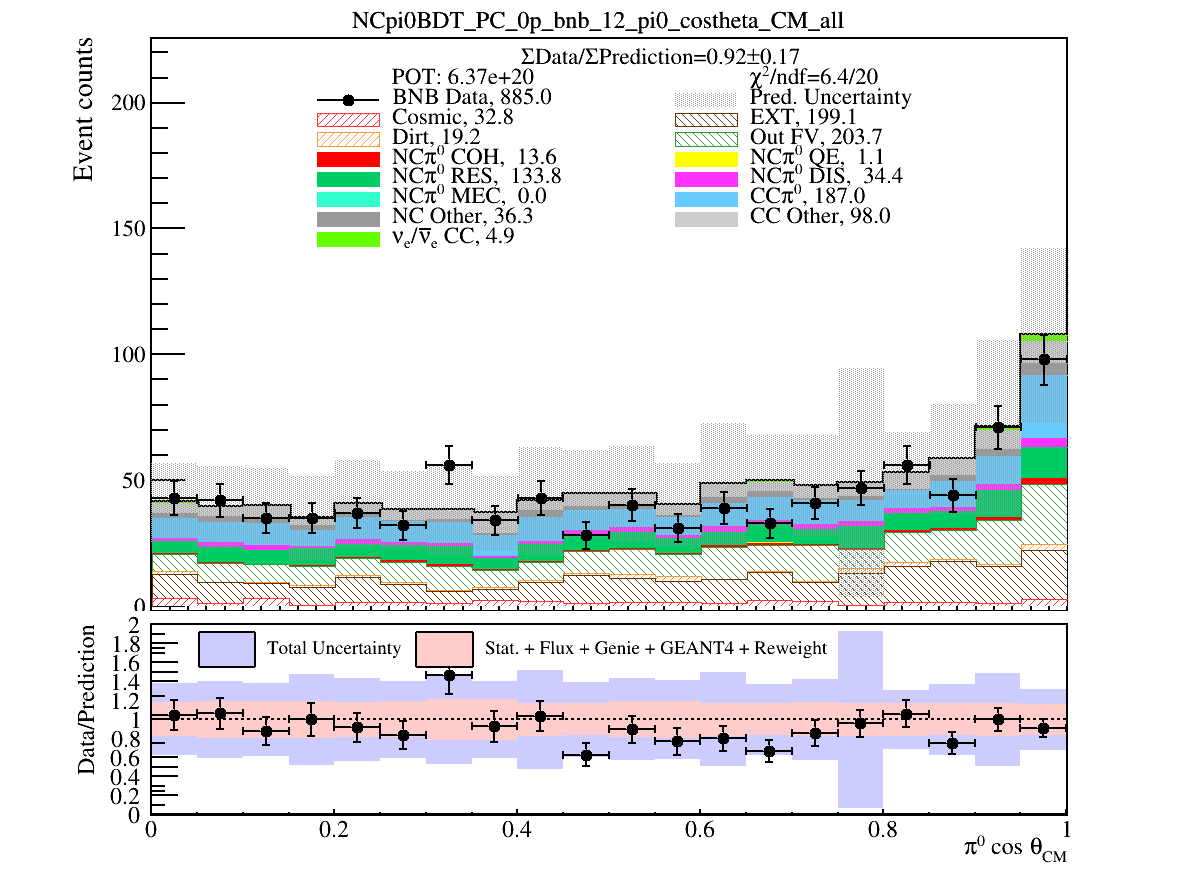 NCpi0BDT_PC_0p_bnb_12_pi0_costheta_CM_all
ΣData/ΣPrediction=0.92±0.17
POT: 6.37e+20 χ²/ndf=6.4/20
BNB Data, 885.0 Pred. Uncertainty
Cosmic, 32.8 EXT, 199.1
Dirt, 19.2 Out FV, 203.7
NCπ⁰ COH, 13.6 NCπ⁰ QE, 1.1
NCπ⁰ RES, 133.8 NCπ⁰ DIS, 34.4
NCπ⁰ MEC, 0.0 CCπ⁰, 187.0
NC Other, 36.3 CC Other, 98.0
νₑ/ν̅ₑ CC, 4.9
Event counts
200
150
100
50
0
Data/Prediction
Total Uncertainty Stat. + Flux + Genie + GEANT4 + Reweight
2
1.8
1.6
1.4
1.2
1
0.8
0.6
0.4
0.2
0
0 0.2 0.4 0.6 0.8 1
π⁰ cos θ_CM